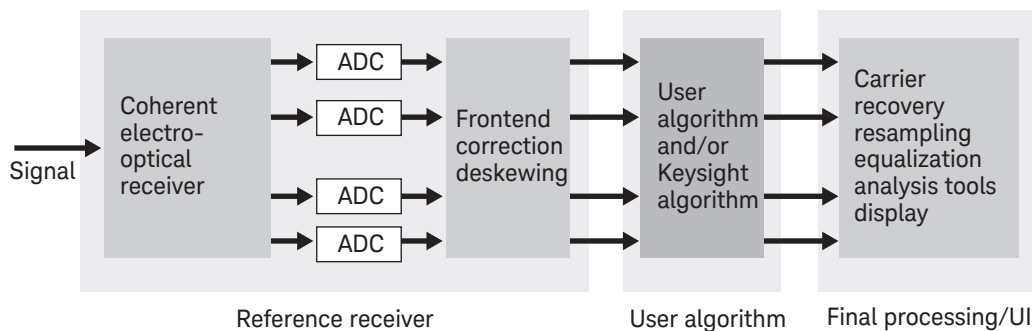 Signal
Coherent
electro-
optical
receiver
ADC
ADC
ADC
ADC
Frontend
correction
deskewing
User
algorithm
and/or
Keysight
algorithm
Carrier
recovery
resampling
equalization
analysis tools
display
Reference receiver
User algorithm
Final processing/UI